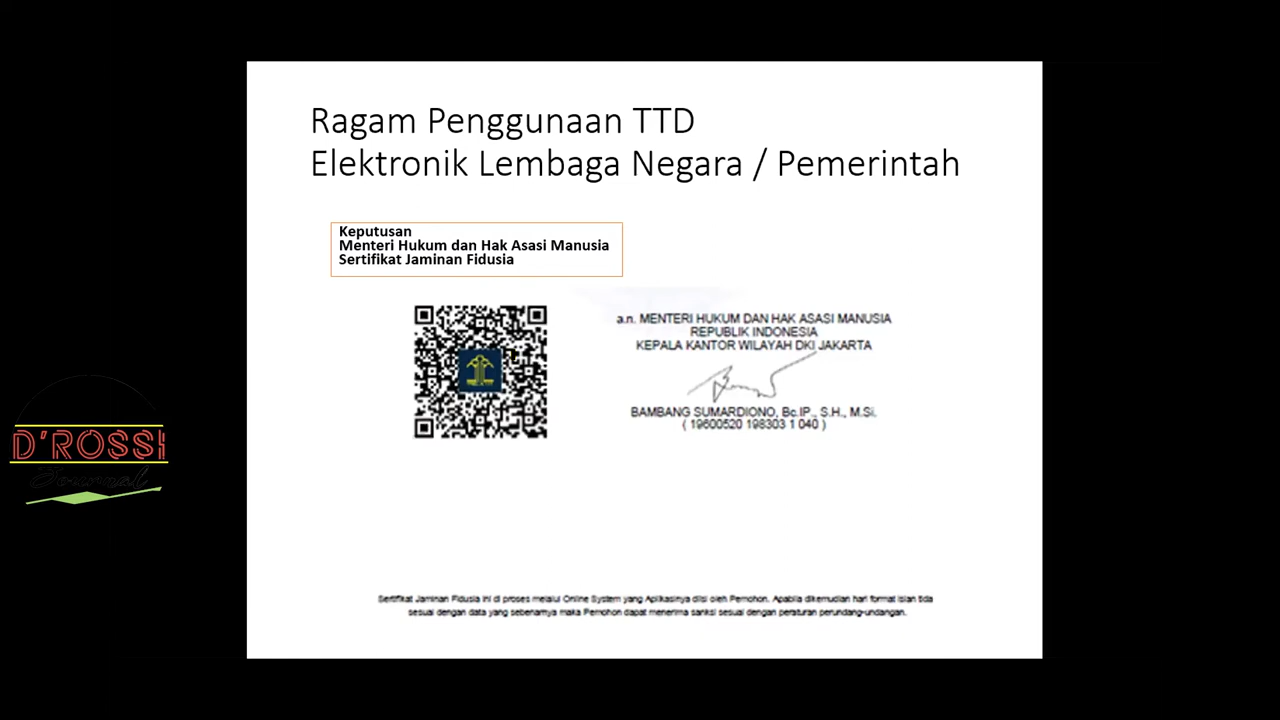 Ragam Penggunaan TTD
Elektronik Lembaga Negara / Pemerintah
Keputusan
Menteri Hukum dan Hak Asasi Manusia
Sertifikat Jaminan Fidusia
a.n. MENTERI HUKUM DAN HAK ASASI MANUSIA
REPUBLIK INDONESIA
KEPALA KANTOR WILAYAH DKI JAKARTA
BAMBANG SUMARDIONO, Bc.IP., S.H., M.Si.
( 19600520 198303 1 040 )
D'ROSSI
Journal
Sertifikat Jaminan Fidusia ini di proses melalui Online System yang Aplikasinya diisi oleh Pemohon. Apabila dikemudian hari format isian tida
sesuai dengan data yang sebenarnya maka Pemohon dapat menerima sanksi sesuai dengan peraturan perundang-undangan.